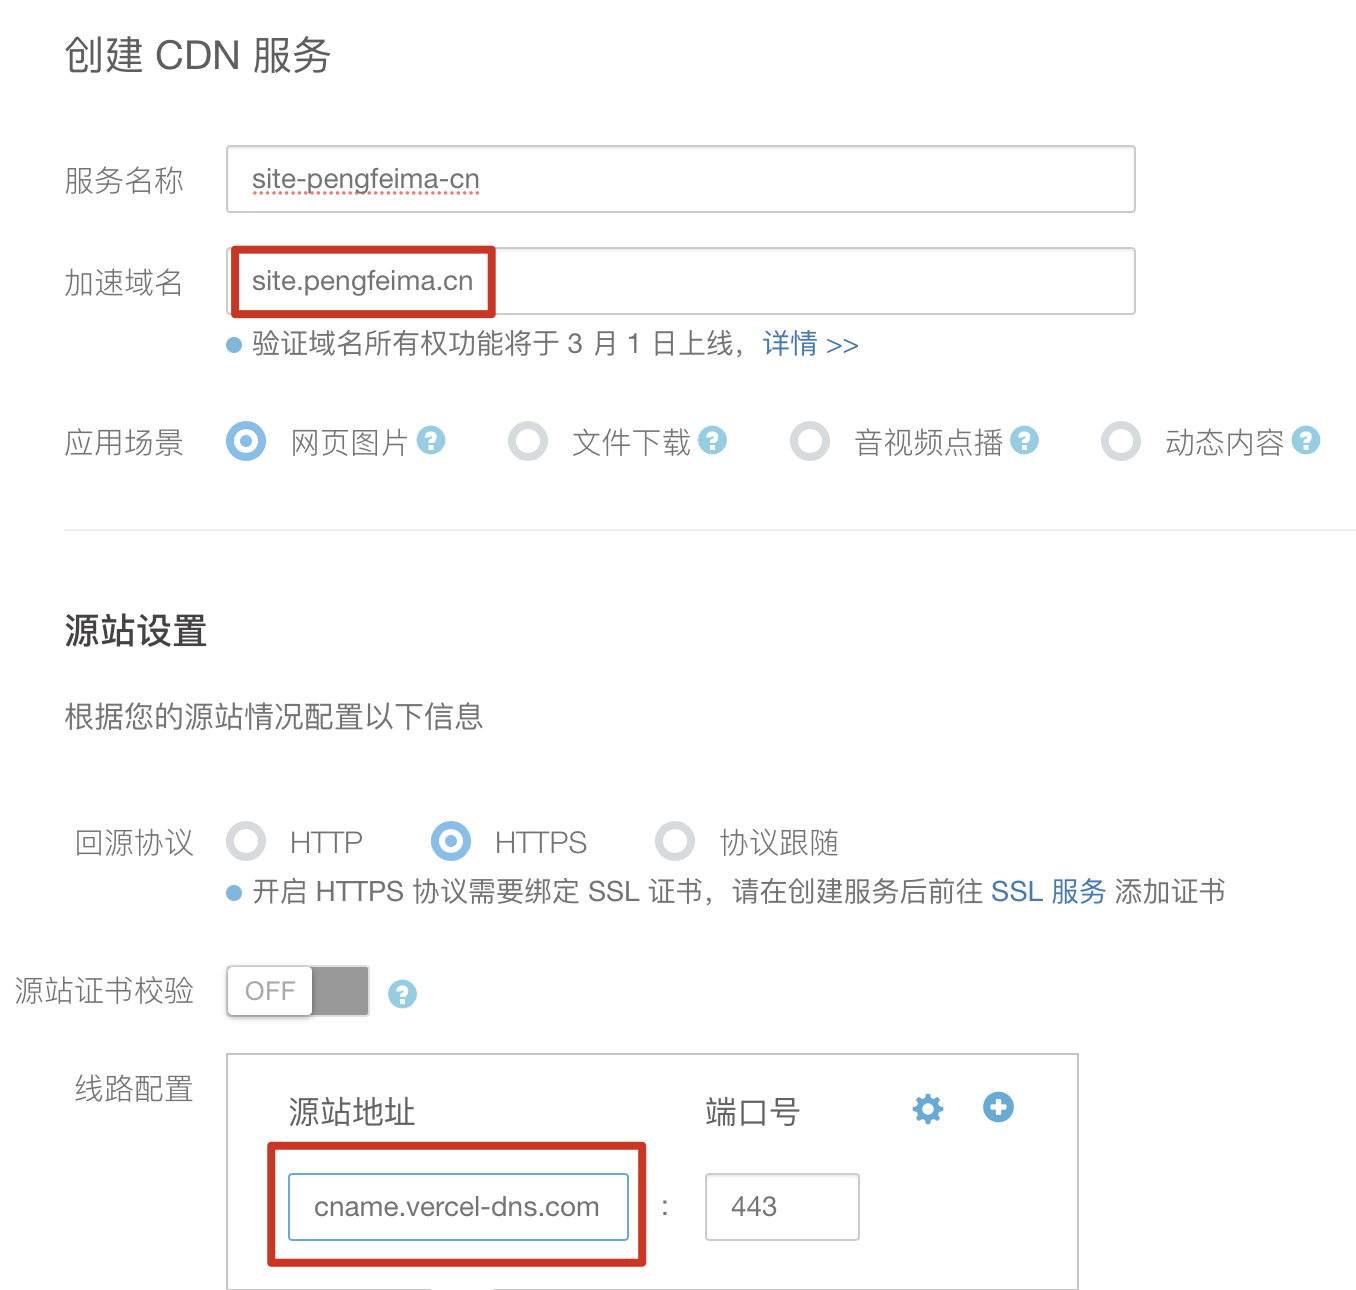 创建 CDN 服务
服务名称 site-pengfeima-cn
加速域名 site.pengfeima.cn
验证域名所有权功能将于 3 月 1 日上线，详情 >>
应用场景 网页图片 ? 文件下载 ? 音视频点播 ? 动态内容 ?
源站设置
根据您的源站情况配置以下信息
回源协议 HTTP HTTPS 协议跟随
开启 HTTPS 协议需要绑定 SSL 证书，请在创建服务后前往 SSL 服务 添加证书
源站证书校验 OFF ?
线路配置
源站地址 端口号
cname.vercel-dns.com : 443